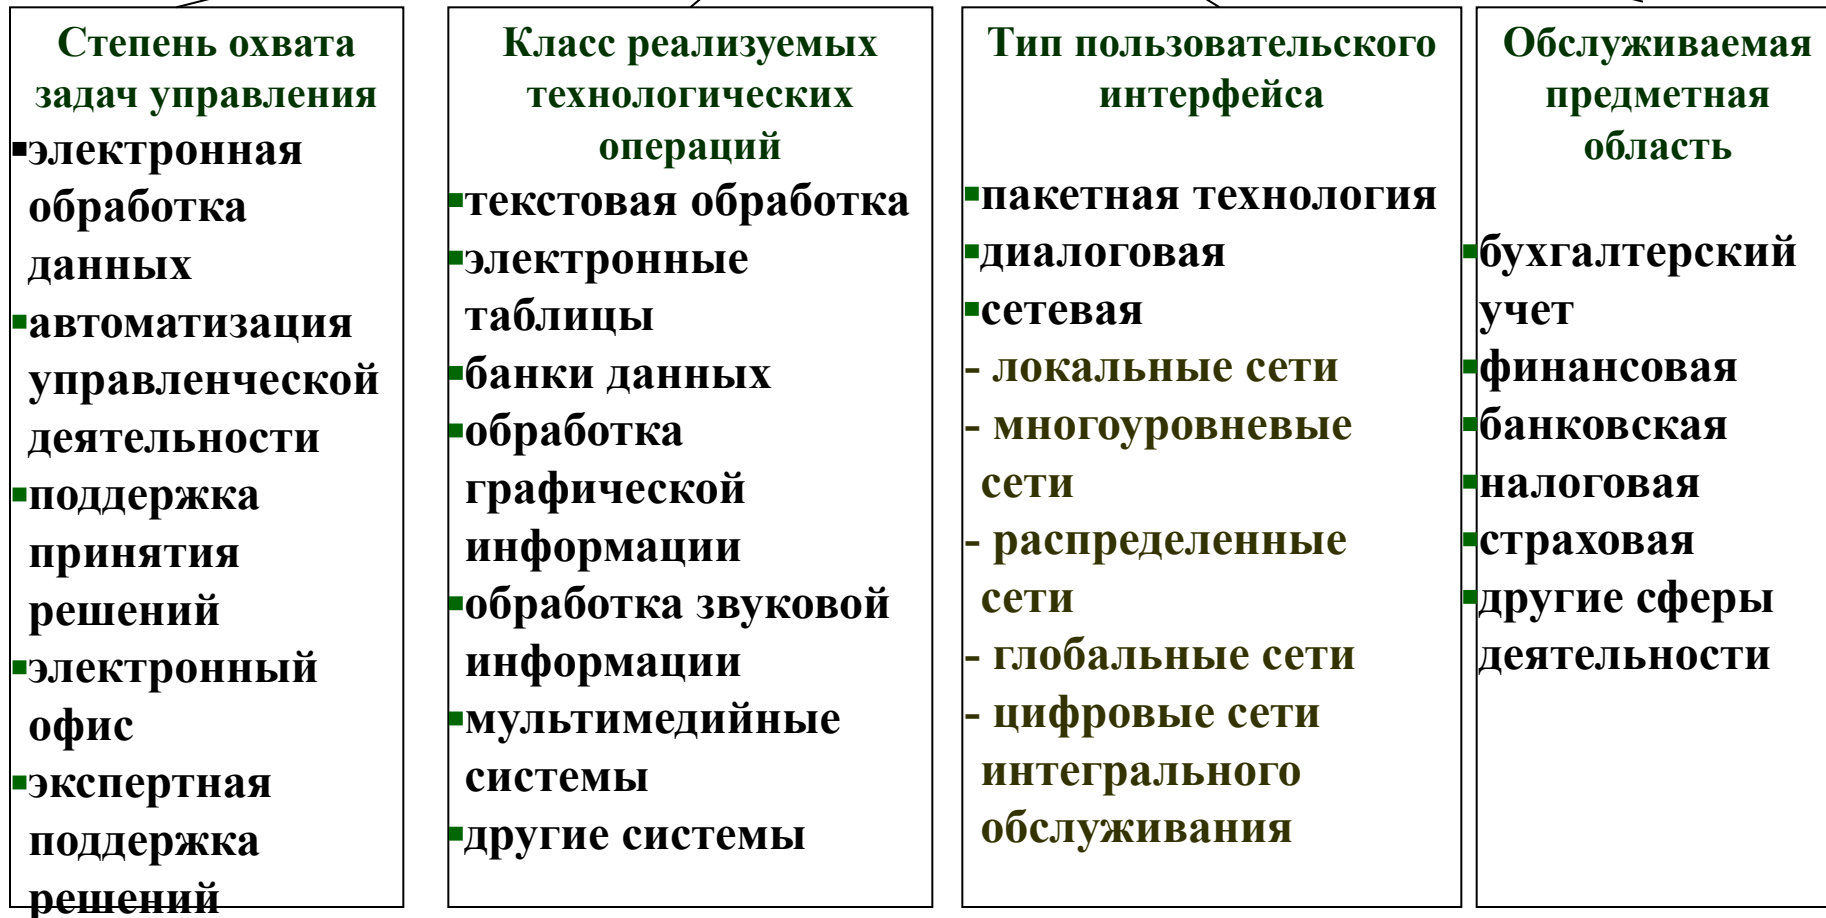 Степень охвата
задач управления
▪электронная
обработка
данных
▪автоматизация
управленческой
деятельности
▪поддержка
принятия
решений
▪электронный
офис
▪экспертная
поддержка
решений
Класс реализуемых
технологических
операций
▪текстовая обработка
▪электронные
таблицы
▪банки данных
▪обработка
графической
информации
▪обработка звуковой
информации
▪мультимедийные
системы
▪другие системы
Тип пользовательского
интерфейса
▪пакетная технология
▪диалоговая
▪сетевая
- локальные сети
- многоуровневые
сети
- распределенные
сети
- глобальные сети
- цифровые сети
интегрального
обслуживания
Обслуживаемая
предметная
область
▪бухгалтерский
учет
▪финансовая
▪банковская
▪налоговая
▪страховая
▪другие сферы
деятельности